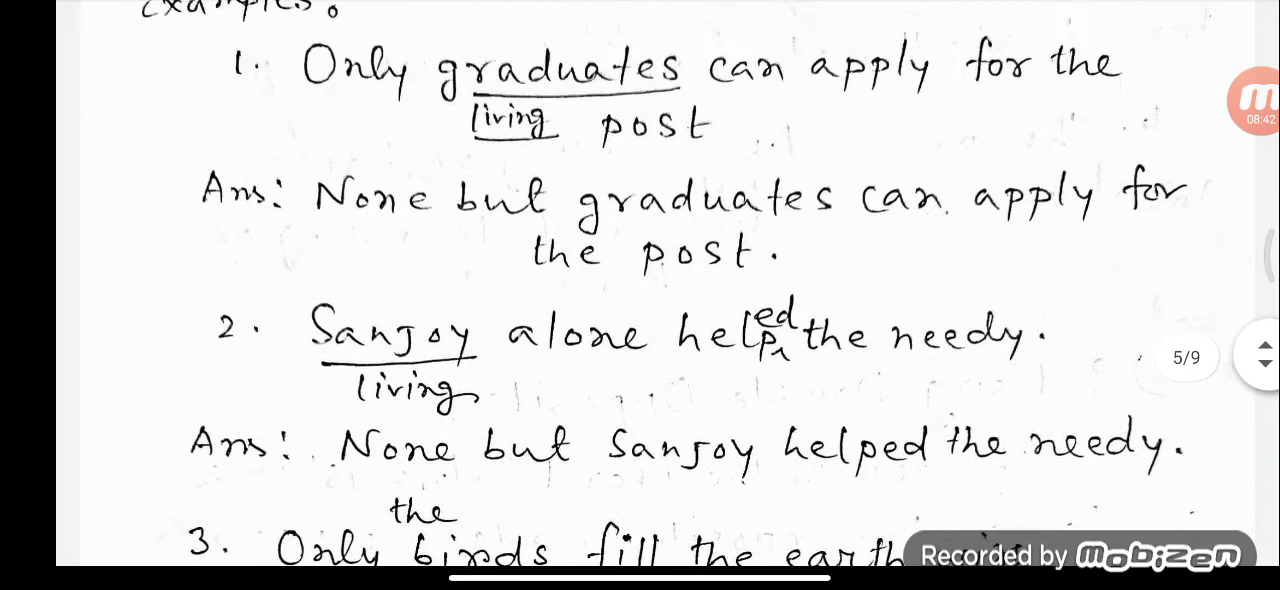 Examples.
1. Only graduates can apply for the
living post
Ans: None but graduates can apply for
the post.
2. Sanjoy alone helped the needy.
living
Ans: None but Sanjoy helped the needy.
the
3. Only birds fill the earth
08:42
5/9
Recorded by mobizen